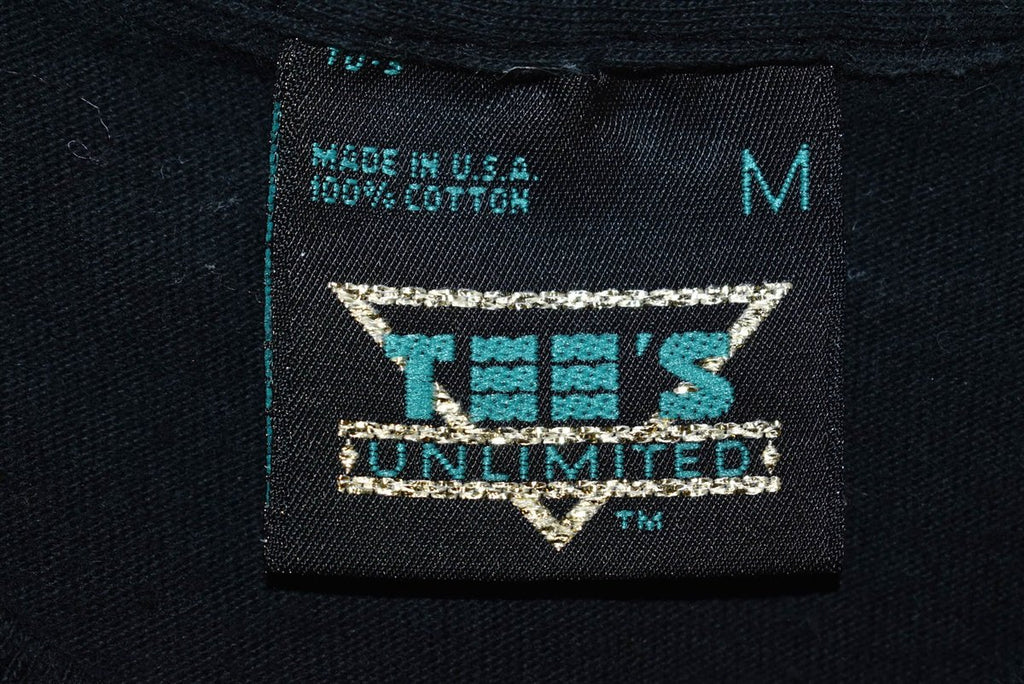 MADE IN U.S.A.
100% COTTON
M
TEE'S
UNLIMITED
TM